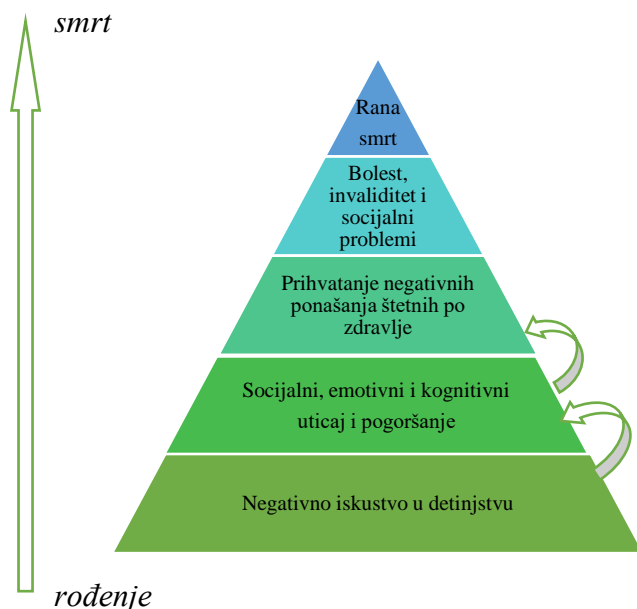 smrt
Rana
smrt
Bolest,
invaliditet i
socijalni
problemi
Prihvatanje negativnih
ponašanja štetnih po
zdravlje
Socijalni, emotivni i kognitivni
uticaj i pogoršanje
Negativno iskustvo u detinjstvu
rođenje